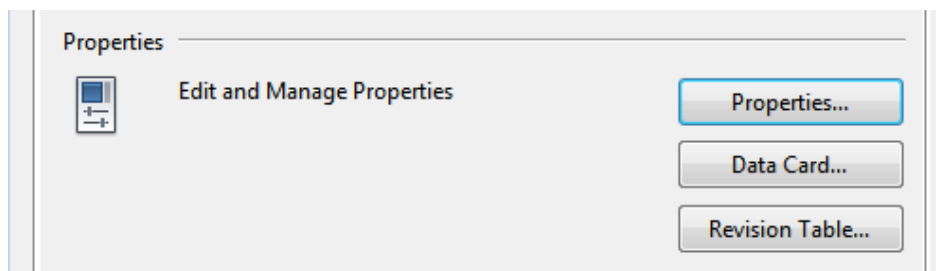 Properties
Edit and Manage Properties
Properties...
Data Card...
Revision Table...